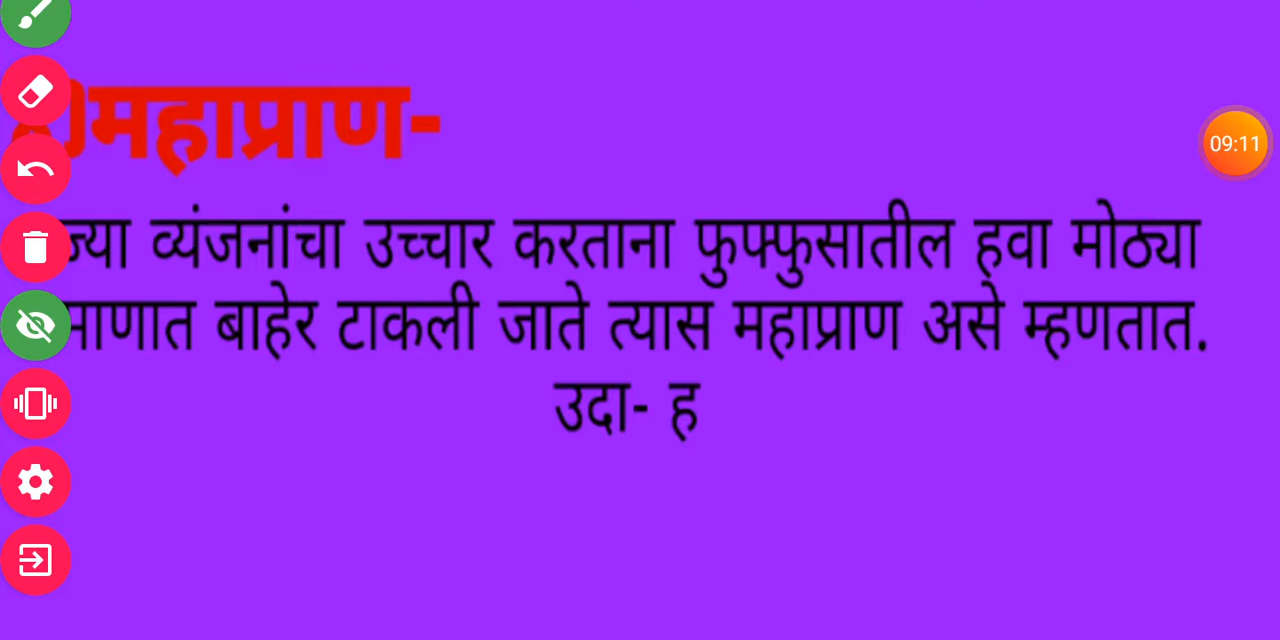 महाप्राण-
ज्या व्यंजनांचा उच्चार करताना फुफ्फुसातील हवा मोठ्या
बाहेर टाकली जाते त्यास महाप्राण असे म्हणतात.
उदा- ह
09:11